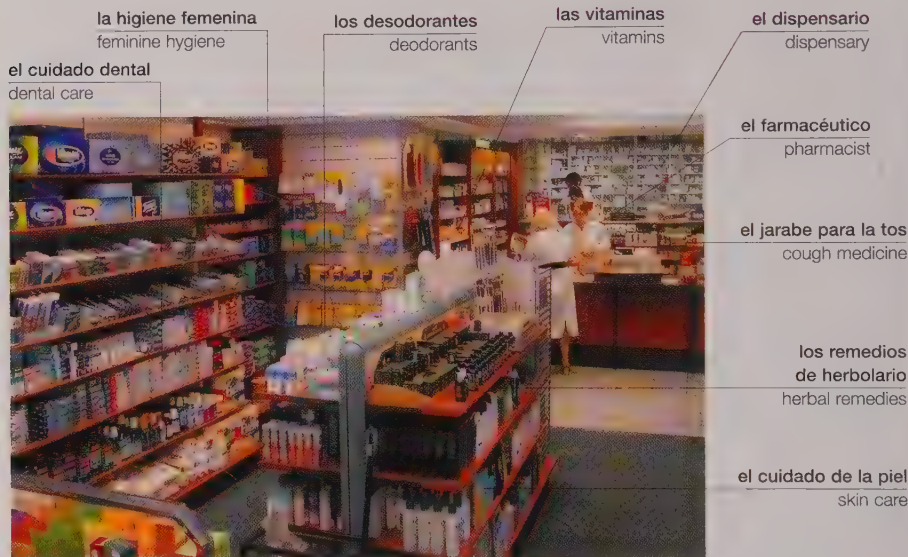 la higiene femenina
feminine hygiene
los desodorantes
deodorants
las vitaminas
vitamins
el dispensario
dispensary
el cuidado dental
dental care
el farmacéutico
pharmacist
el jarabe para la tos
cough medicine
los remedios
de herbolario
herbal remedies
el cuidado de la piel
skin care